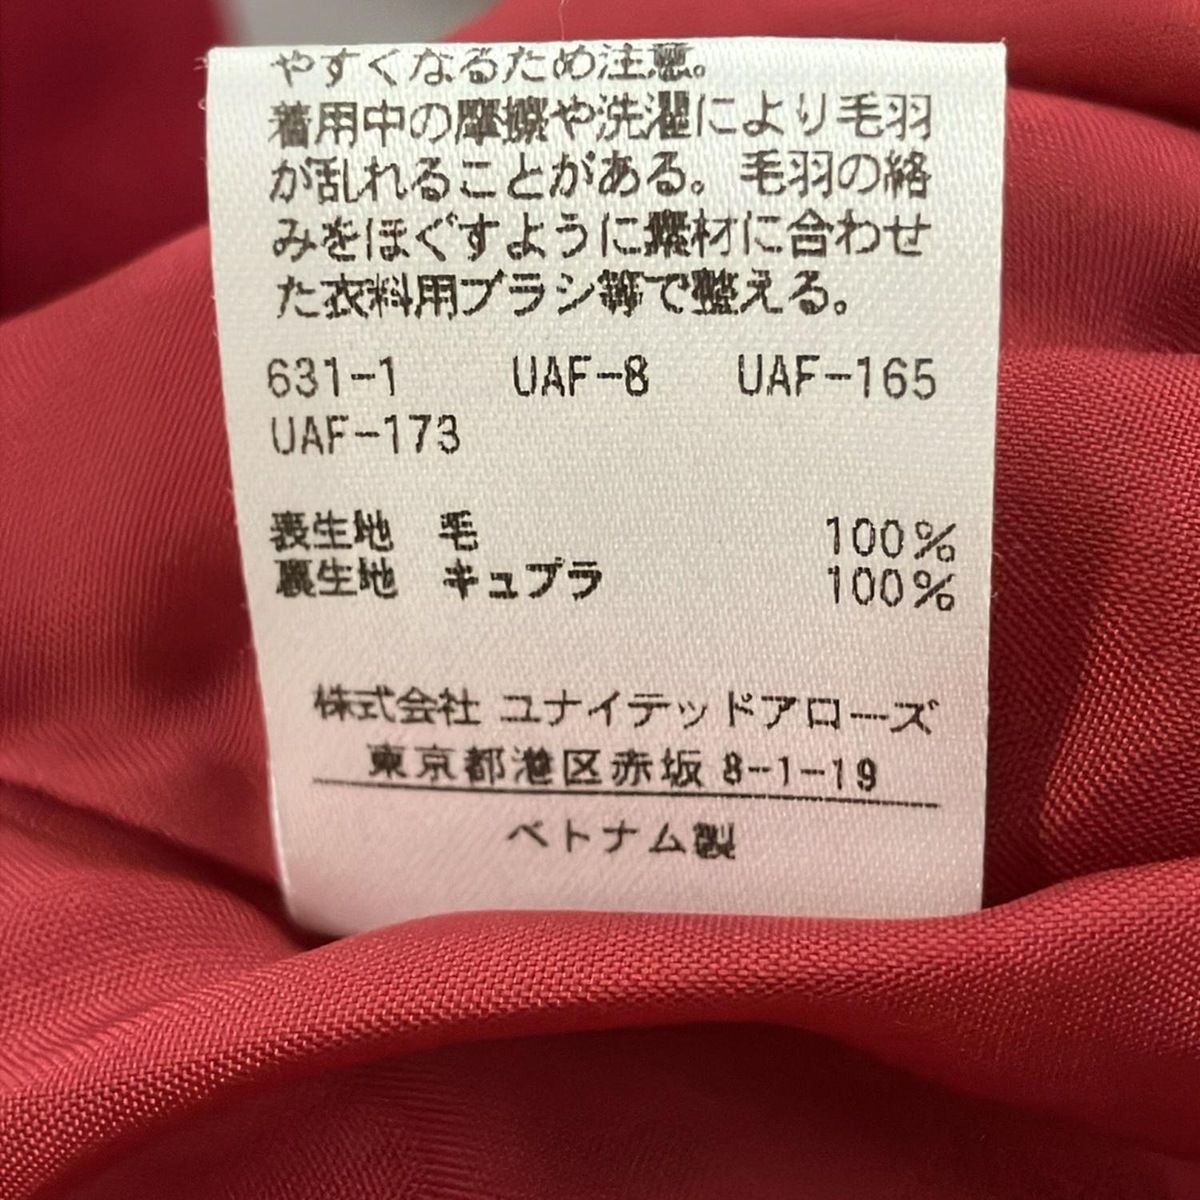 やすくなるため注意。
着用中の摩擦や洗濯により毛羽
が乱れることがある。毛羽の絡
みをほぐすように素材に合わせ
た衣料用ブラシ等で整える。
631-1 UAF-8 UAF-165
UAF-173
表生地 毛 100%
裏生地 キュプラ 100%
株式会社 ユナイテッドアローズ
東京都港区赤坂 8-1-19
ベトナム製